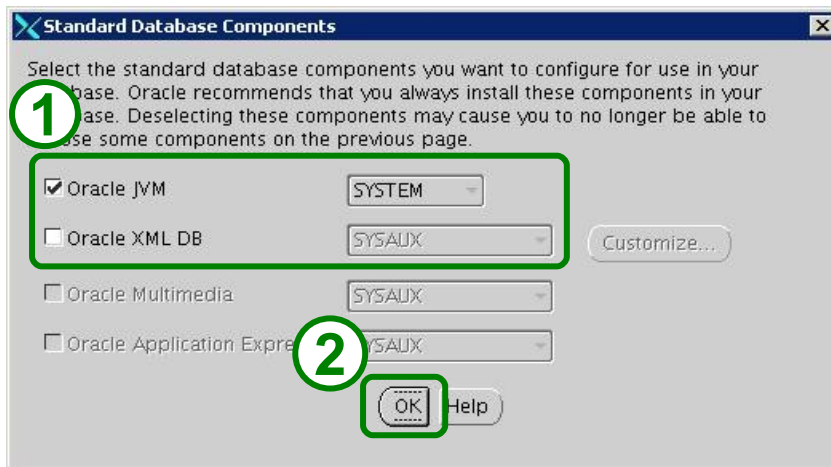 Standard Database Components
Select the standard database components you want to configure for use in your
base. Oracle recommends that you always install these components in your
ase. Deselecting these components may cause you to no longer be able to
se some components on the previous page.
1
Oracle JVM SYSTEM
Oracle XML DB SYSAUX Customize...
Oracle Multimedia SYSAUX
Oracle Application Expre SYSAUX
2
OK Help